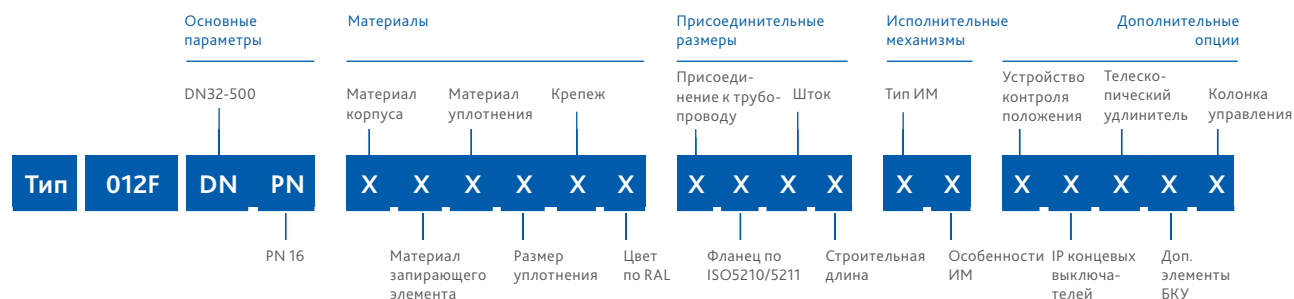 Основные
параметры
Материалы
Присоединительные
размеры
Исполнительные
механизмы
Дополнительные
опции
DN32-500
Материал
корпуса
Материал
уплотнения
Крепеж
Присоеди-
нение к трубо-
проводу
Шток
Тип ИМ
Устройство
контроля
положения
Телеско-
пический
удлинитель
Колонка
управления
Тип 012F DN PN X X X X X X X X X X X X X X X X X
PN 16
Материал
запирающего
элемента
Размер
уплотнения
Цвет
по RAL
Фланец по
ISO5210/5211
Строительная
длина
Особенности
ИМ
IP концевых
выключа-
телей
Доп.
элементы
БКУ